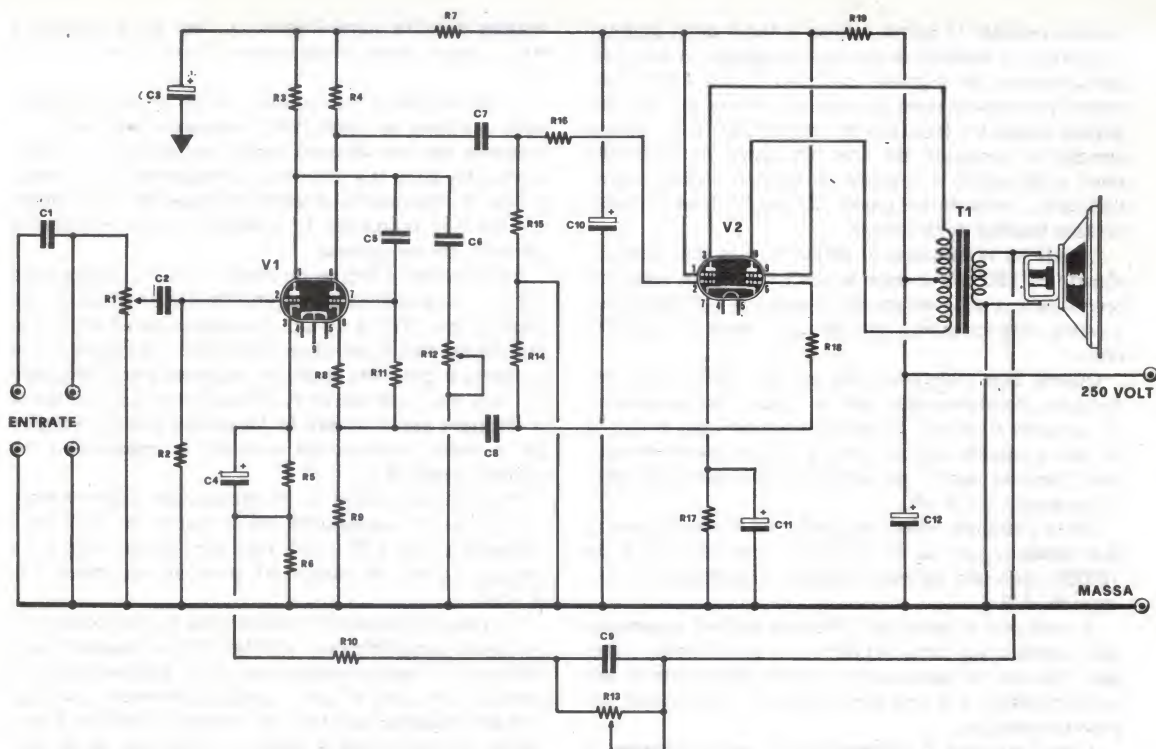 R7
R19
C3
R3
R4
C7
R16
C1
R15
C10
V2
T1
C5
C6
V1
R1
C2
R12
R14
R18
R8
R11
250 VOLT
ENTRATE
C8
R2
C4
R5
R17
C11
C12
R9
R6
MASSA
R10
C9
R13